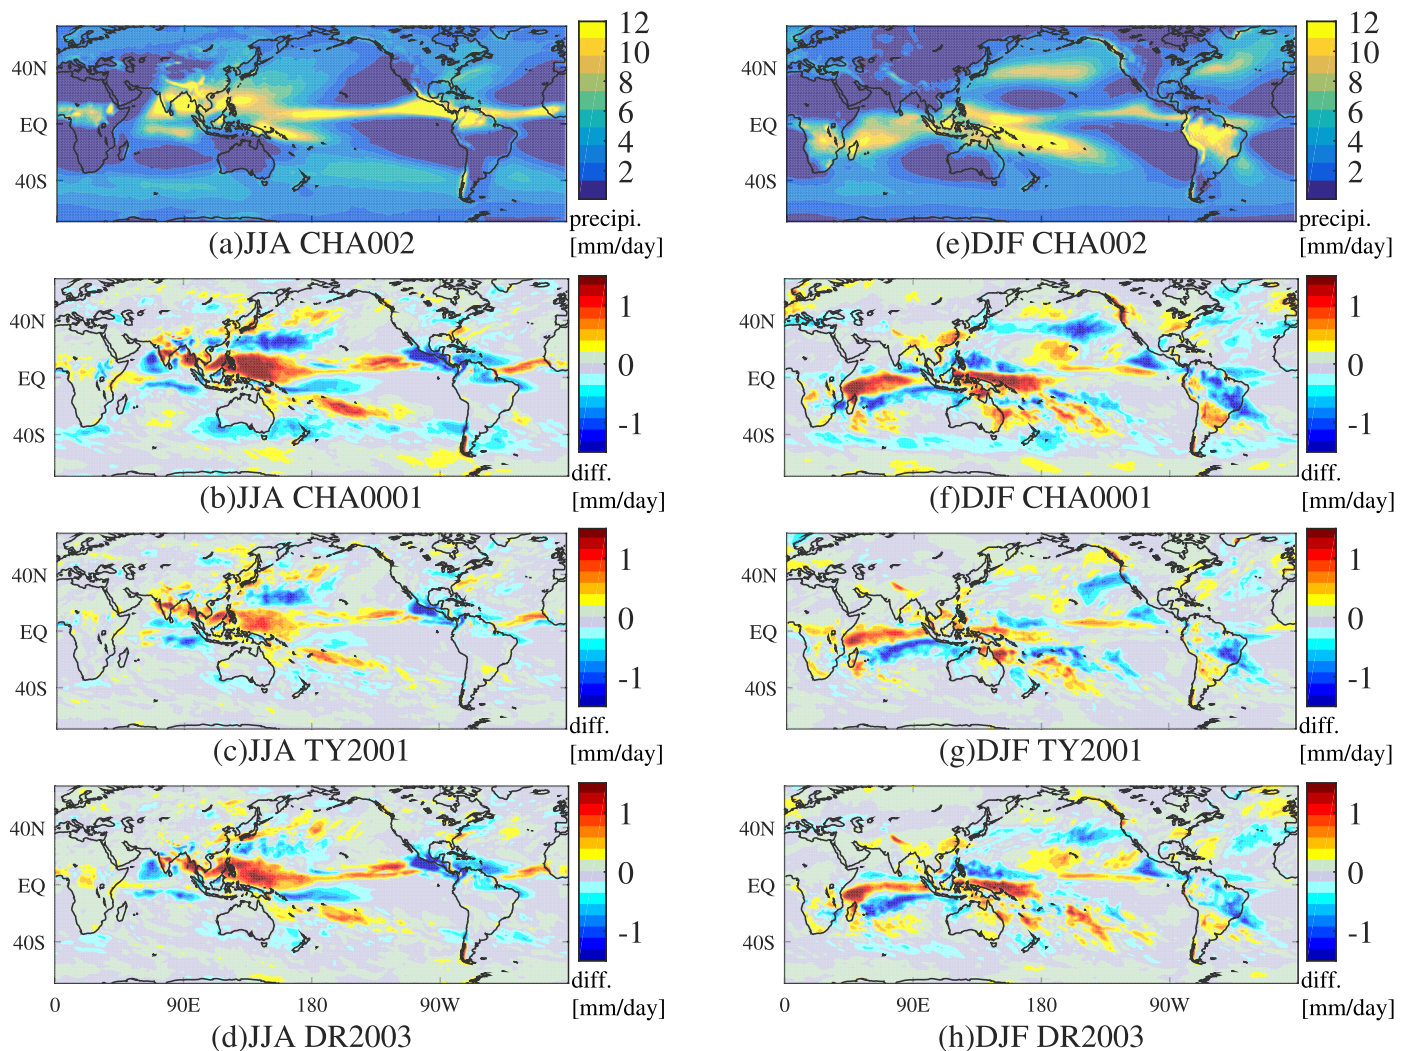 40N
EQ
40S
12
10
8
6
4
2
precipi.
[mm/day]
(a)JJA CHA002
40N
EQ
40S
12
10
8
6
4
2
precipi.
[mm/day]
(e)DJF CHA002
40N
EQ
40S
1
0
-1
diff.
[mm/day]
(b)JJA CHA0001
40N
EQ
40S
1
0
-1
diff.
[mm/day]
(f)DJF CHA0001
40N
EQ
40S
1
0
-1
diff.
[mm/day]
(c)JJA TY2001
40N
EQ
40S
1
0
-1
diff.
[mm/day]
(g)DJF TY2001
40N
EQ
40S
1
0
-1
diff.
[mm/day]
0 90E 180 90W
(d)JJA DR2003
40N
EQ
40S
1
0
-1
diff.
[mm/day]
0 90E 180 90W
(h)DJF DR2003